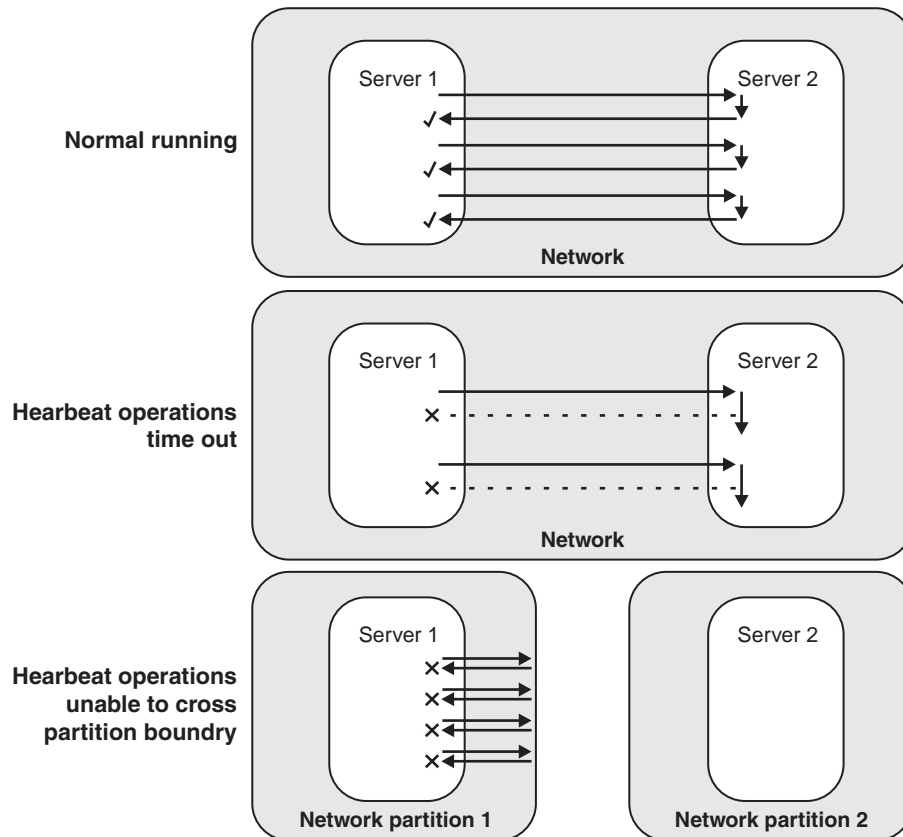 Server 1
Server 2
Normal running
Network
Server 1
Server 2
Hearbeat operations
time out
Network
Server 1
Server 2
Hearbeat operations
unable to cross
partition boundry
Network partition 1
Network partition 2